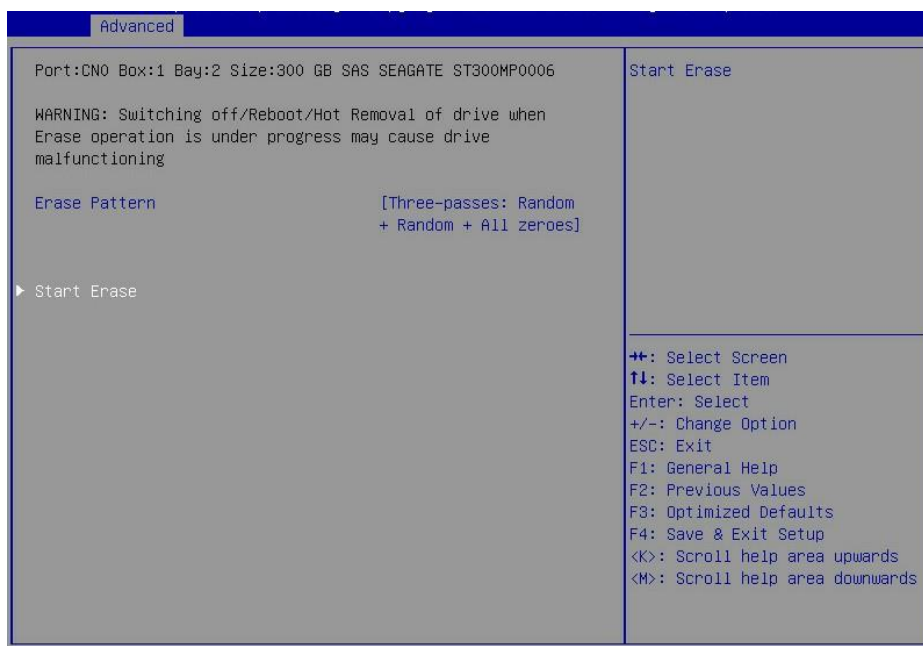 Advanced
Port:CN0 Box:1 Bay:2 Size:300 GB SAS SEAGATE ST300MP0006
WARNING: Switching off/Reboot/Hot Removal of drive when
Erase operation is under progress may cause drive
malfunctioning
Erase Pattern [Three-passes: Random
+ Random + All zeroes]
Start Erase
Start Erase
→←: Select Screen
↑↓: Select Item
Enter: Select
+/-: Change Option
ESC: Exit
F1: General Help
F2: Previous Values
F3: Optimized Defaults
F4: Save & Exit Setup
<K>: Scroll help area upwards
<M>: Scroll help area downwards